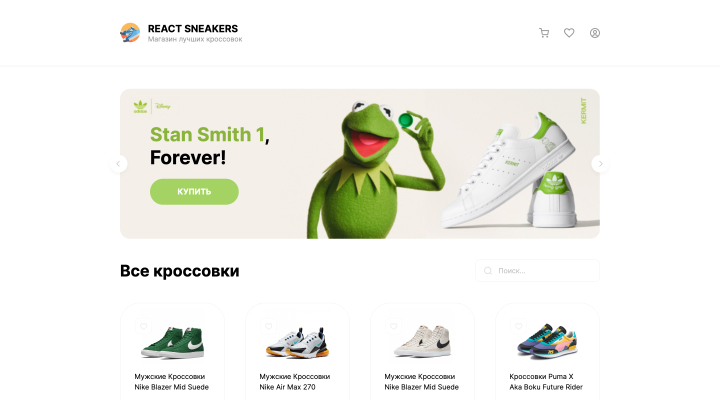 REACT SNEAKERS
Магазин лучших кроссовок
adidas
Disney
KERMIT
Stan Smith 1,
Forever!
КУПИТЬ
Все кроссовки
Поиск...
Мужские Кроссовки
Nike Blazer Mid Suede
Мужские Кроссовки
Nike Air Max 270
Мужские Кроссовки
Nike Blazer Mid Suede
Кроссовки Puma X
Aka Boku Future Rider